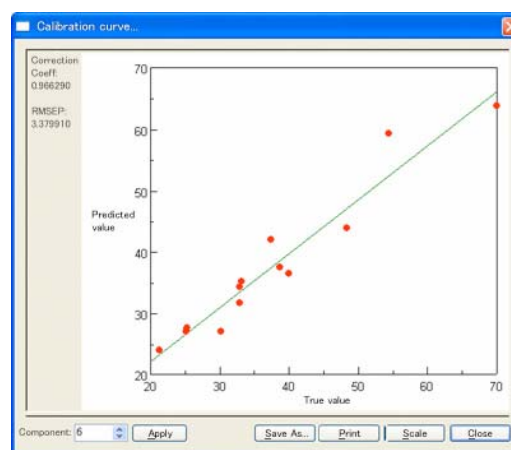 Calibration curve...
Correction
Coeff:
0.966290
RMSEP:
3.379910
70
60
50
Predicted
value
40
30
20
20 30 40 50 60 70
True value
Component: 6 Apply Save As... Print Scale Close